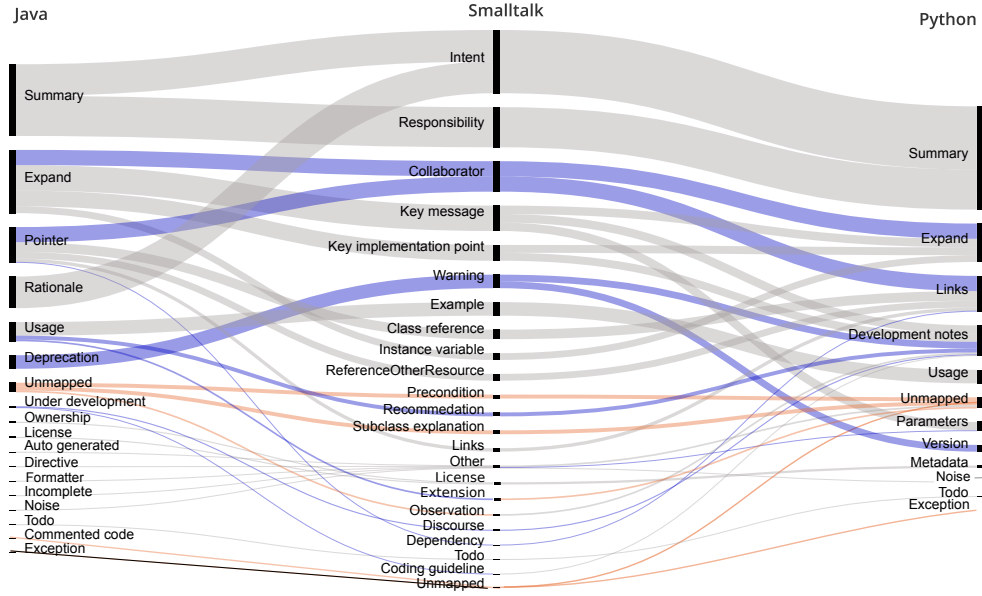 Java
Summary
Expand
Pointer
Rationale
Usage
Deprecation
Unmapped
Under development
Ownership
License
Auto generated
Directive
Formatter
Incomplete
Noise
Todo
Commented code
Exception
Smalltalk
Intent
Responsibility
Collaborator
Key message
Key implementation point
Warning
Example
Class reference
Instance variable
ReferenceOtherResource
Precondition
Recommedation
Subclass explanation
Links
Other
License
Extension
Observation
Discourse
Dependency
Todo
Coding guideline
Unmapped
Python
Summary
Expand
Links
Development notes
Usage
Unmapped
Parameters
Version
Metadata
Noise
Todo
Exception